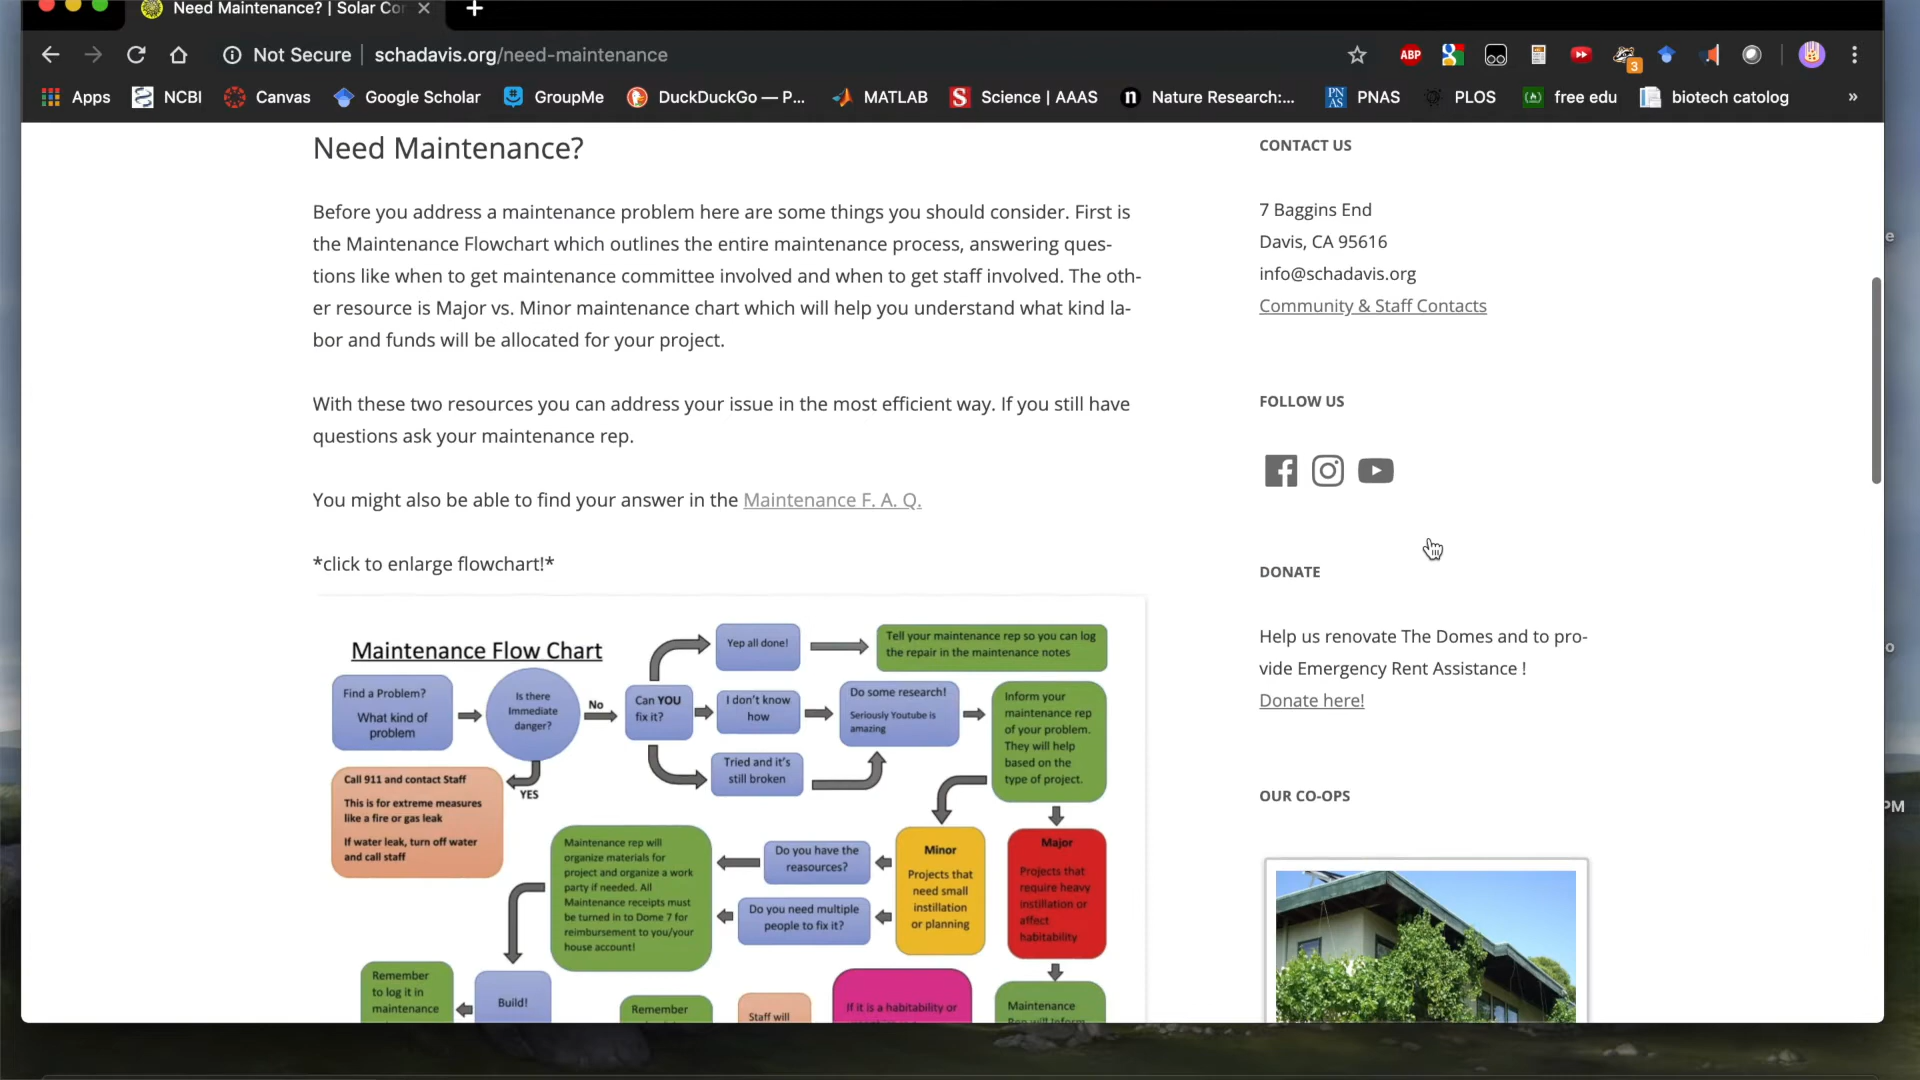 Need Maintenance? | Solar Co
Not Secure | schadavis.org/need-maintenance
ABP
3
Apps
NCBI
Canvas
Google Scholar
GroupMe
DuckDuckGo — P...
MATLAB
S
Science | AAAS
n
Nature Research:...
PN
AS
PNAS
PLOS
free edu
biotech catolog
»
Need Maintenance?
Before you address a maintenance problem here are some things you should consider. First is
the Maintenance Flowchart which outlines the entire maintenance process, answering ques-
tions like when to get maintenance committee involved and when to get staff involved. The oth-
er resource is Major vs. Minor maintenance chart which will help you understand what kind la-
bor and funds will be allocated for your project.
With these two resources you can address your issue in the most efficient way. If you still have
questions ask your maintenance rep.
You might also be able to find your answer in the Maintenance F. A. Q.
*click to enlarge flowchart!*
Maintenance Flow Chart
Find a Problem?
What kind of
problem
Is there
Immediate
danger?
No
YES
Call 911 and contact Staff
This is for extreme measures
like a fire or gas leak
If water leak, turn off water
and call staff
Can YOU
fix it?
Yep all done!
Tell your maintenance rep so you can log
the repair in the maintenance notes
I don't know
how
Tried and it's
still broken
Do some research!
Seriously Youtube is
amazing
Inform your
maintenance rep
of your problem.
They will help
based on the
type of project.
Minor
Projects that
need small
instillation
or planning
Major
Projects that
require heavy
instillation or
affect
habitability
Do you have the
reasources?
Do you need multiple
people to fix it?
Maintenance rep will
organize materials for
project and organize a work
party if needed. All
Maintenance receipts must
be turned in to Dome 7 for
reimbursement to you/your
house account!
Remember
to log it in
maintenance
Build!
Remember
Staff will
If it is a habitability or
Maintenance
Rep will inform
CONTACT US
7 Baggins End
Davis, CA 95616
info@schadavis.org
Community & Staff Contacts
FOLLOW US
DONATE
Help us renovate The Domes and to pro-
vide Emergency Rent Assistance !
Donate here!
OUR CO-OPS
e
o
PM